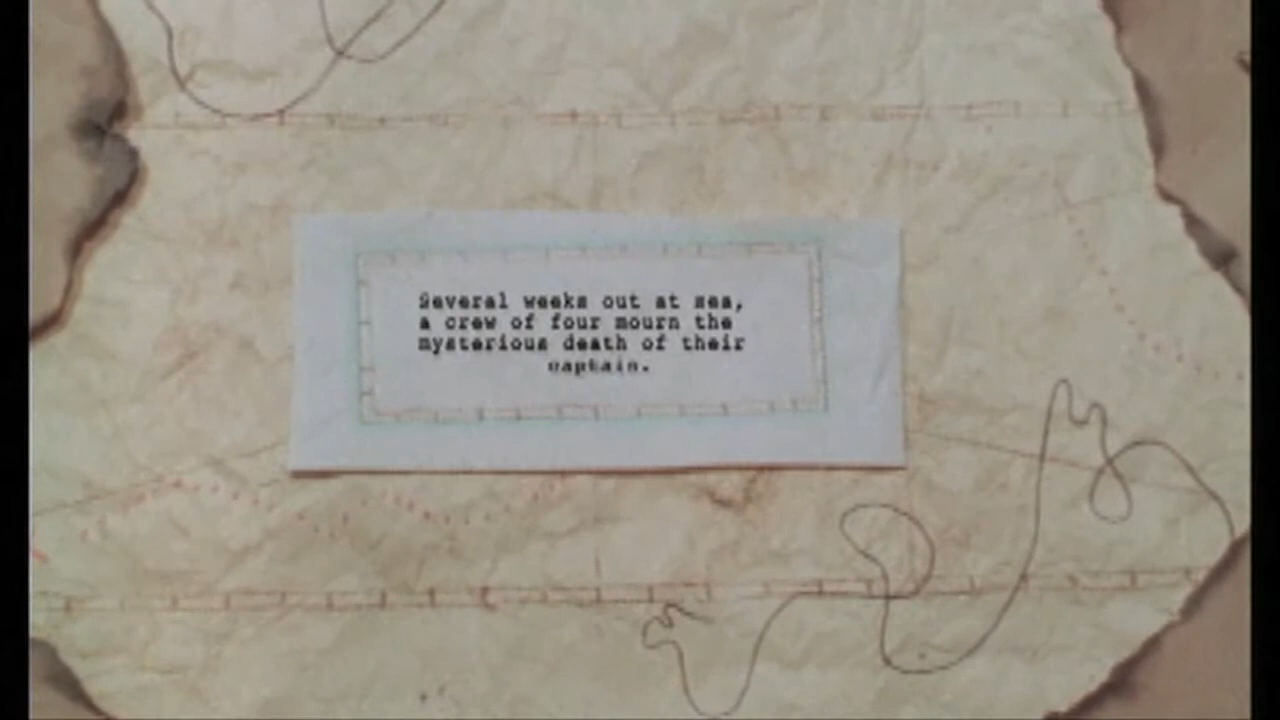 Several weeks out at sea,
a crew of four mourn the
mysterious death of their
captain.